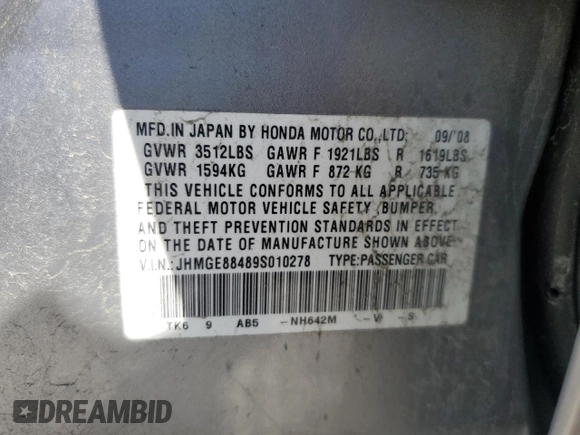 MFD.IN JAPAN BY HONDA MOTOR CO.,LTD. 09/'08
GVWR 3512LBS GAWR F 1921LBS R 1619LBS
GVWR 1594KG GAWR F 872 KG R 735 KG
THIS VEHICLE CONFORMS TO ALL APPLICABLE
FEDERAL MOTOR VEHICLE SAFETY ,BUMPER,
AND THEFT PREVENTION STANDARDS IN EFFECT
ON THE DATE OF MANUFACTURE SHOWN ABOVE.
V.I.N.:JHMGE88489S010278 TYPE:PASSENGER CAR
TK6 9 AB5 -NH642M -V -S
DREAMBID